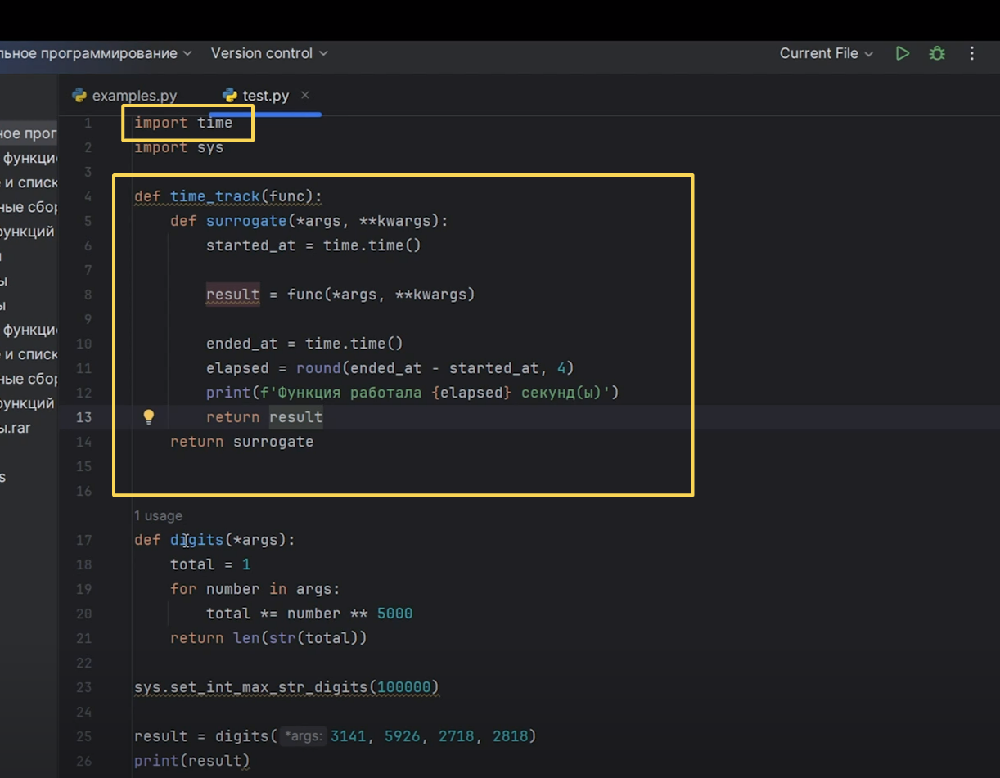 льное программирование Version control Current File
examples.py test.py ×
1 import time
ное прог
2 import sys
функци
3
и списк
4 def time_track(func):
ные сбор
5     def surrogate(*args, **kwargs):
ункций
6         started_at = time.time()
7
ы
8         result = func(*args, **kwargs)
ы
9
функци
10         ended_at = time.time()
и списк
11         elapsed = round(ended_at - started_at, 4)
ные сбор
12         print(f'Функция работала {elapsed} секунд(ы)')
ункций
13         return result
ы.rar
14     return surrogate
15
s
16
1 usage
17 def digits(*args):
18     total = 1
19     for number in args:
20         total *= number ** 5000
21     return len(str(total))
22
23 sys.set_int_max_str_digits(100000)
24
25 result = digits( *args: 3141, 5926, 2718, 2818)
26 print(result)